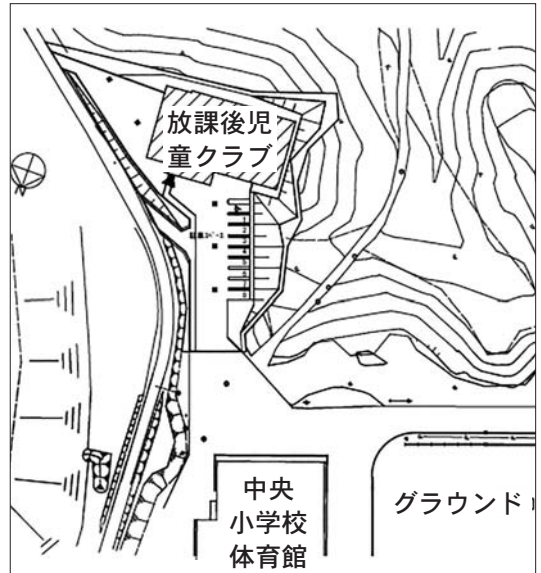 放課後児
童クラブ
中央
小学校
体育館
グラウンド